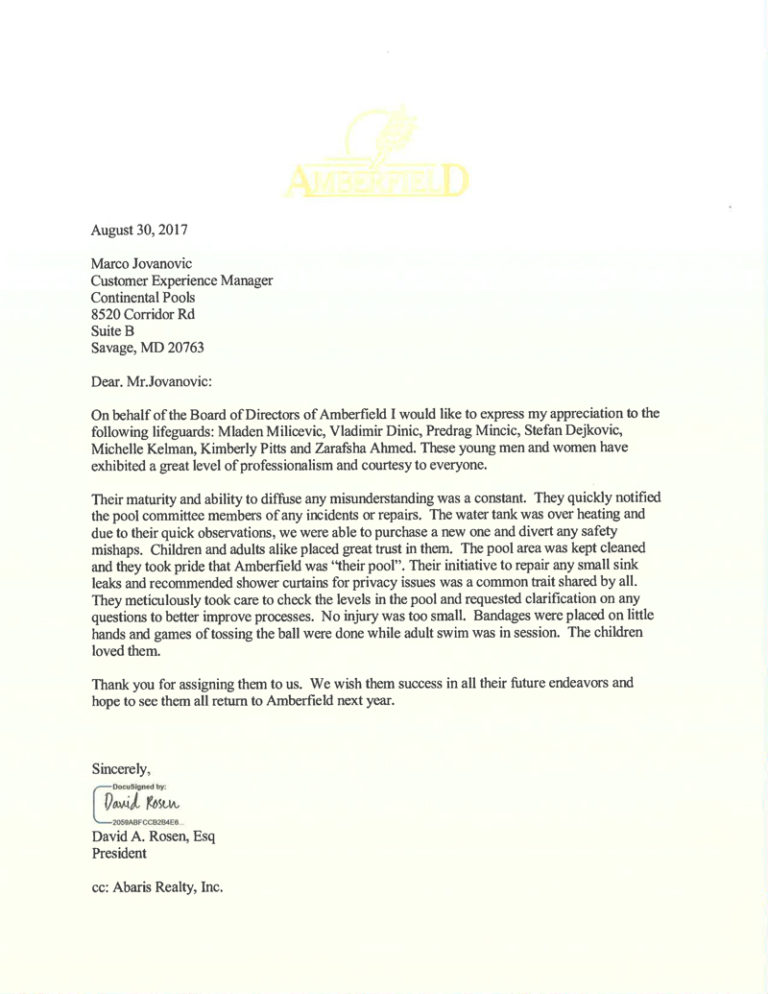 AMBERFIELD
August 30, 2017
Marco Jovanovic
Customer Experience Manager
Continental Pools
8520 Corridor Rd
Suite B
Savage, MD 20763
Dear. Mr.Jovanovic:
On behalf of the Board of Directors of Amberfield I would like to express my appreciation to the
following lifeguards: Mladen Milicevic, Vladimir Dinic, Predrag Mincic, Stefan Dejkovic,
Michelle Kelman, Kimberly Pitts and Zarafsha Ahmed. These young men and women have
exhibited a great level of professionalism and courtesy to everyone.
Their maturity and ability to diffuse any misunderstanding was a constant. They quickly notified
the pool committee members of any incidents or repairs. The water tank was over heating and
due to their quick observations, we were able to purchase a new one and divert any safety
mishaps. Children and adults alike placed great trust in them. The pool area was kept cleaned
and they took pride that Amberfield was "their pool". Their initiative to repair any small sink
leaks and recommended shower curtains for privacy issues was a common trait shared by all.
They meticulously took care to check the levels in the pool and requested clarification on any
questions to better improve processes. No injury was too small. Bandages were placed on little
hands and games of tossing the ball were done while adult swim was in session. The children
loved them.
Thank you for assigning them to us. We wish them success in all their future endeavors and
hope to see them all return to Amberfield next year.
Sincerely,
DocuSigned by:
David Rosen
2059ABFCCB2B4E6...
David A. Rosen, Esq
President
cc: Abaris Realty, Inc.